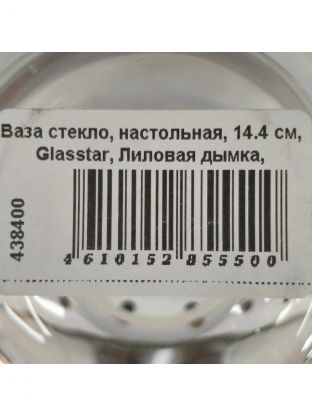 Ваза стекло, настольная, 14.4 см,
Glasstar, Лиловая дымка,
438400
4 610152 855500